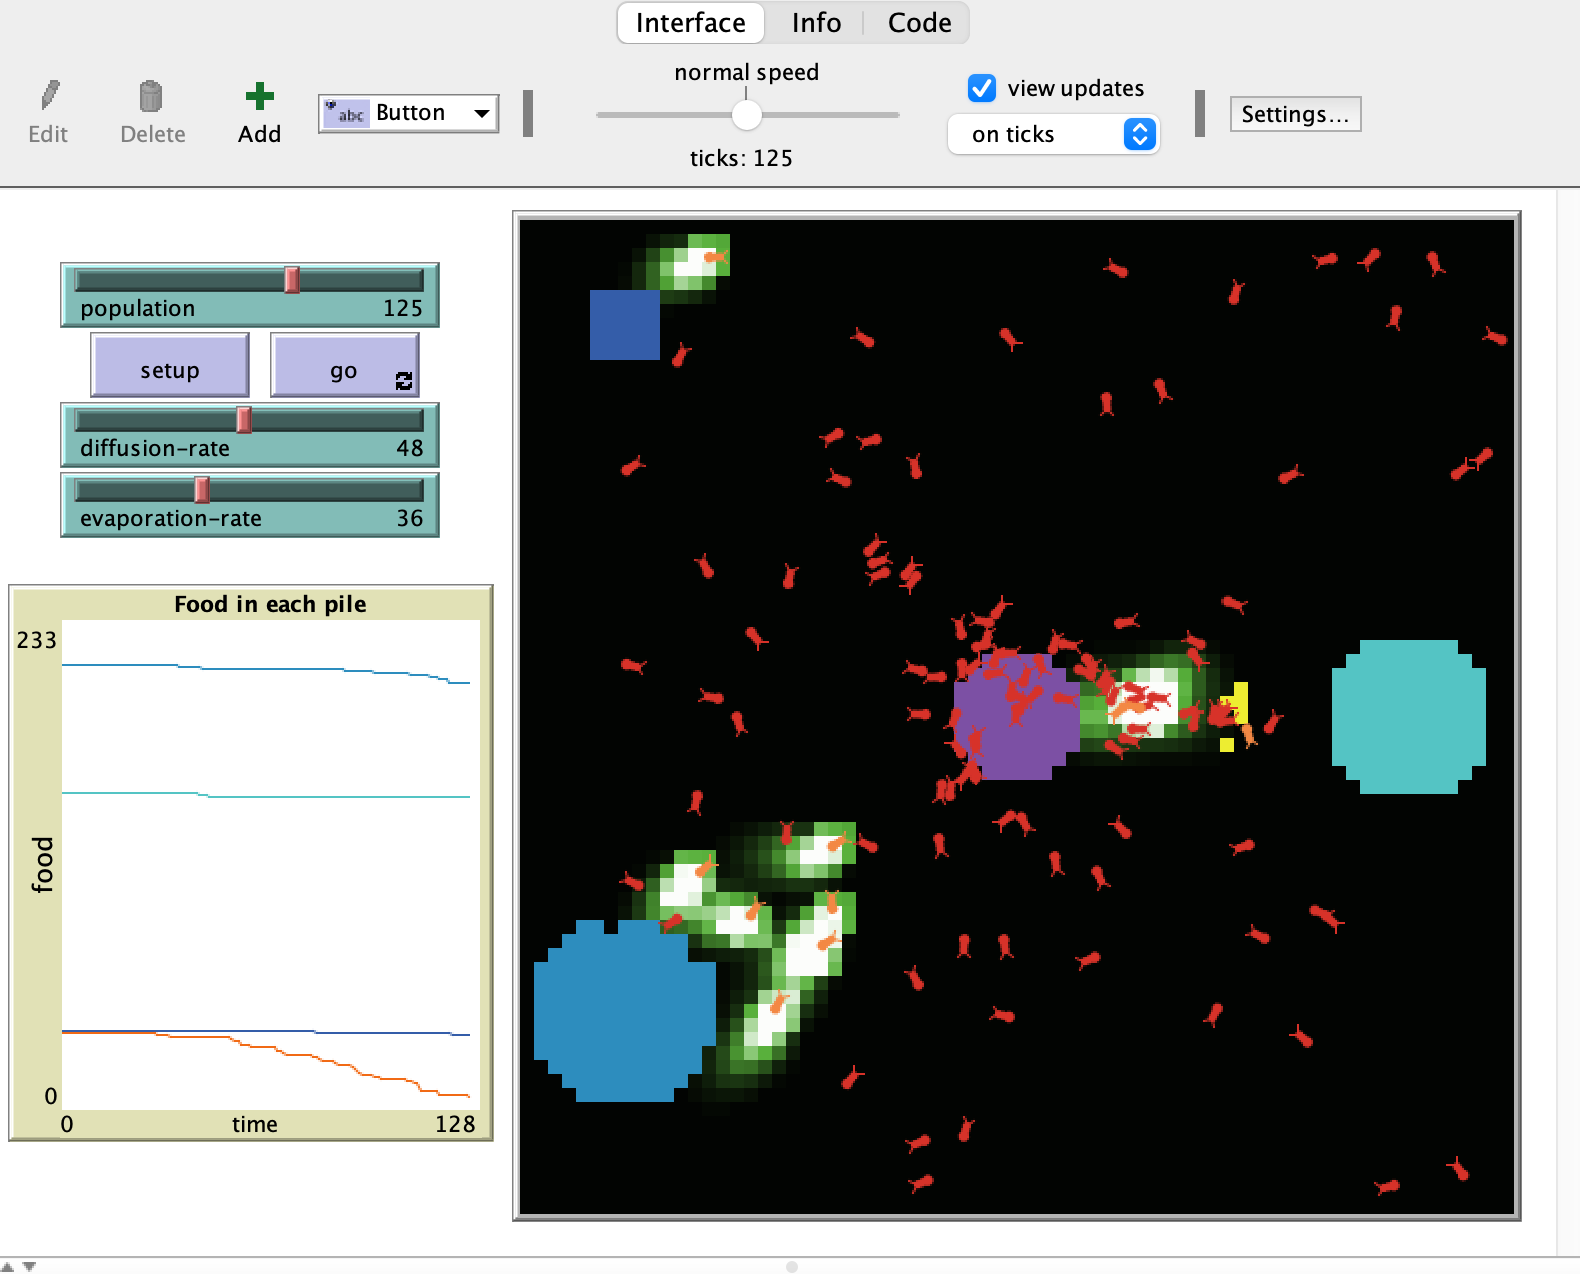 Interface Info Code
normal speed
view updates
Edit Delete Add abc Button on ticks Settings...
ticks: 125
population 125
setup go
diffusion-rate 48
evaporation-rate 36
Food in each pile
233
food
0
0 time 128